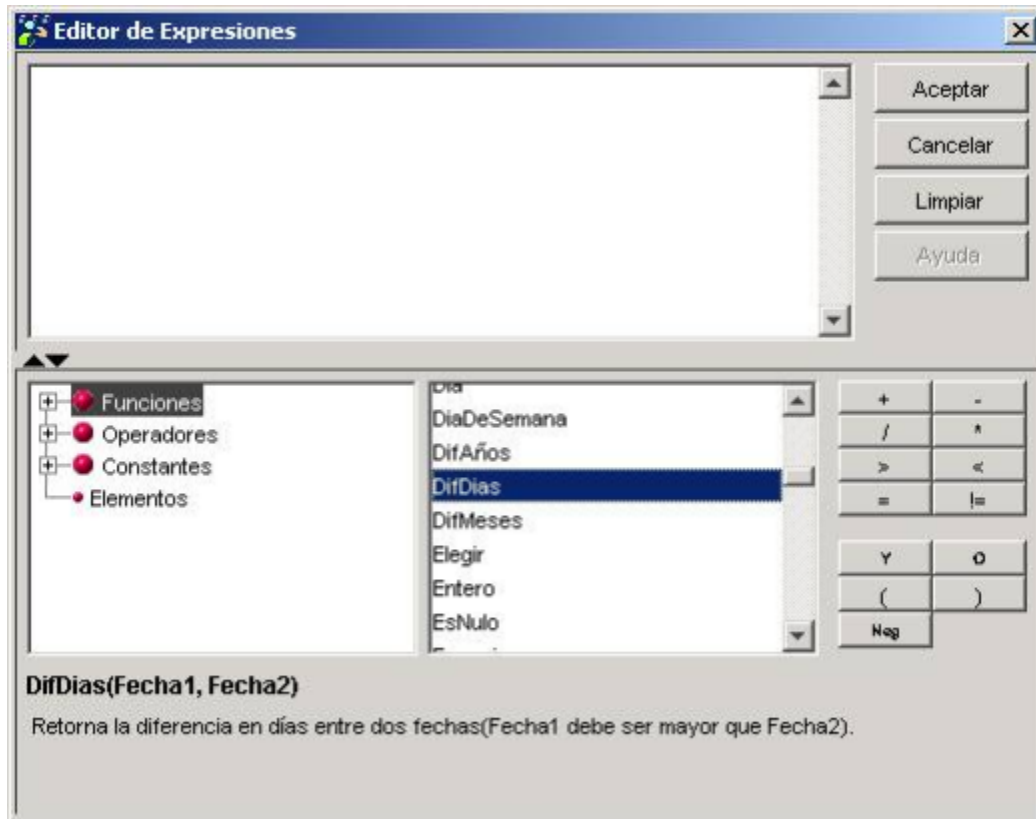 Editor de Expresiones
Aceptar
Cancelar
Limpiar
Ayuda
Funciones
Operadores
Constantes
Elementos
Dia
DiaDeSemana
DifAños
DifDias
DifMeses
Elegir
Entero
EsNulo
+ -
/ *
> <
= !=
Y O
( )
Neg
DifDias(Fecha1, Fecha2)
Retorna la diferencia en días entre dos fechas(Fecha1 debe ser mayor que Fecha2).